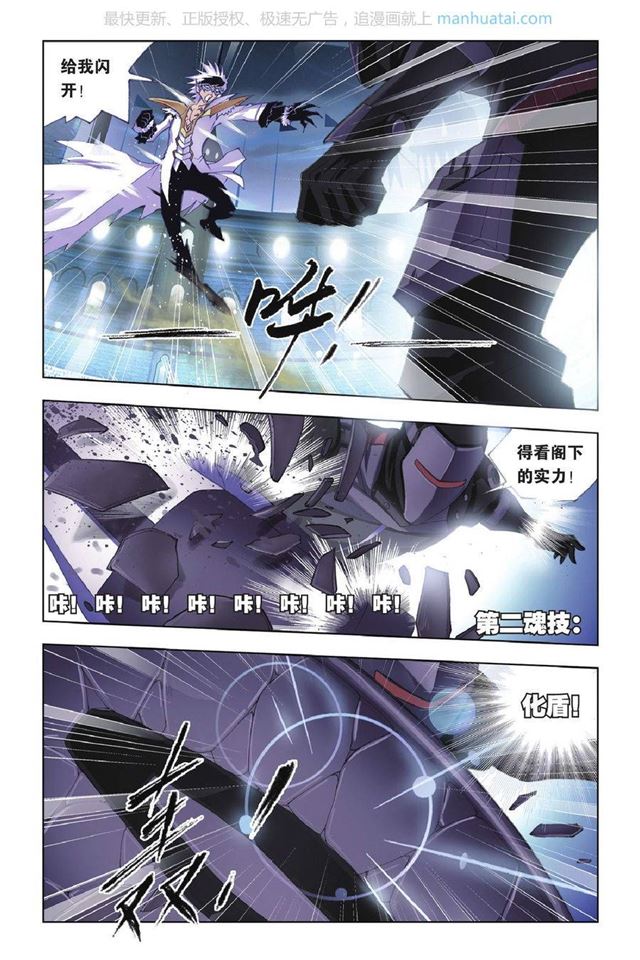 快更新、正版授权、极速无广告，追漫画就上 manhuatai.com
给我闪
开！
哗！
得看阁下
的实力！
咔！咔！咔！咔！咔！咔！咔！咔！
第二魂技：
化盾！
轰！